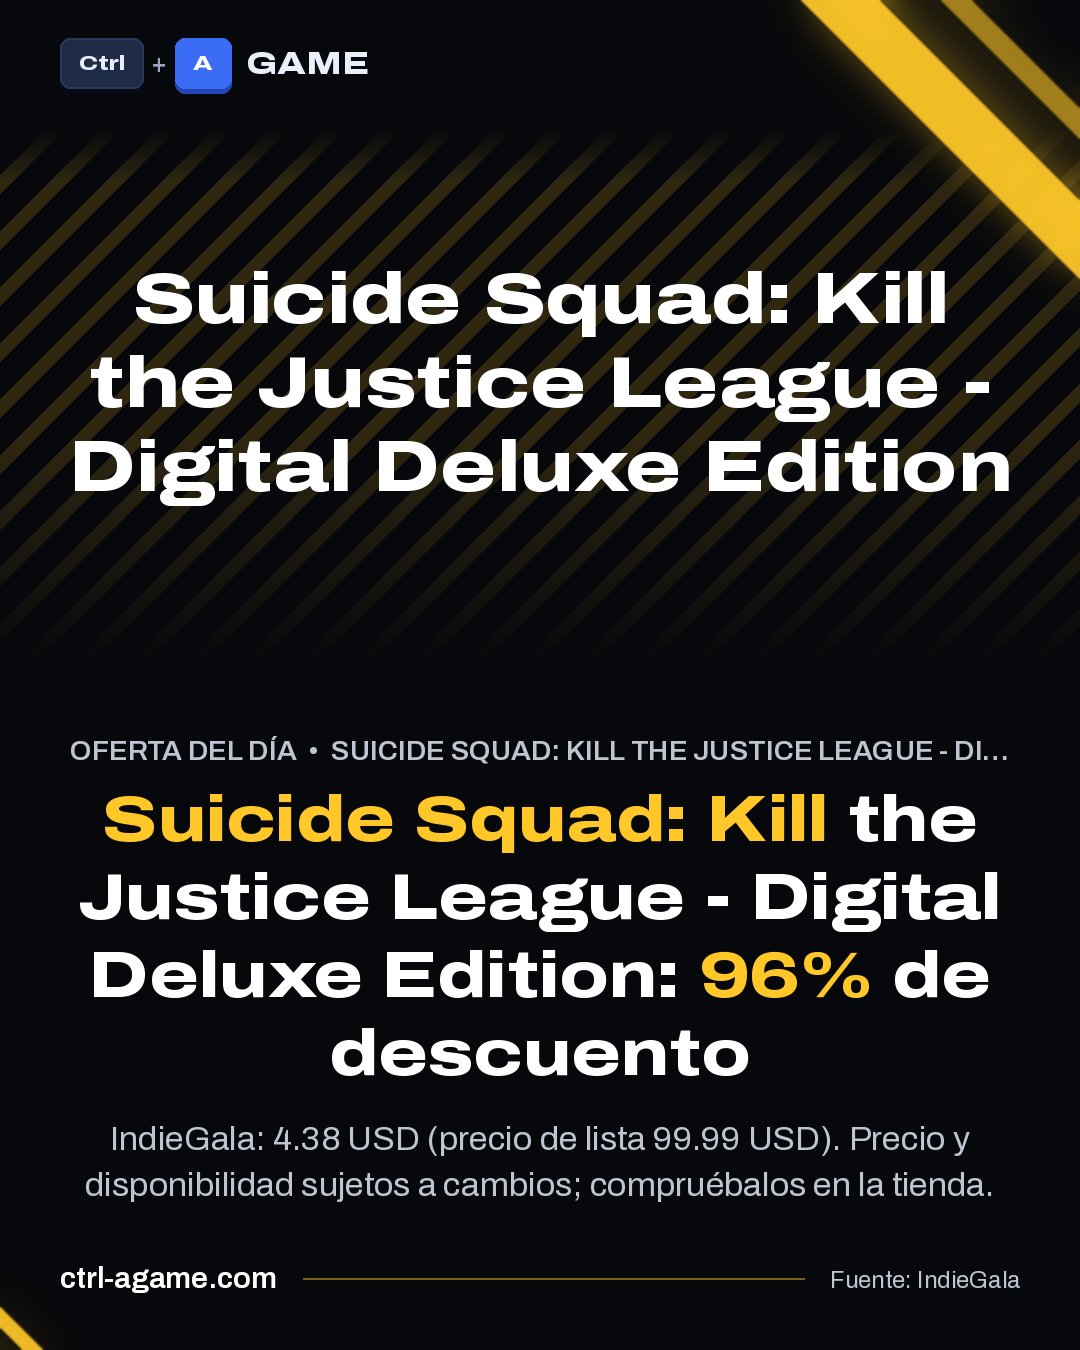 Ctrl + A GAME
Suicide Squad: Kill
the Justice League -
Digital Deluxe Edition
OFERTA DEL DÍA • SUICIDE SQUAD: KILL THE JUSTICE LEAGUE - DI...
Suicide Squad: Kill the
Justice League - Digital
Deluxe Edition: 96% de
descuento
IndieGala: 4.38 USD (precio de lista 99.99 USD). Precio y
disponibilidad sujetos a cambios; compruébalos en la tienda.
ctrl-agame.com
Fuente: IndieGala